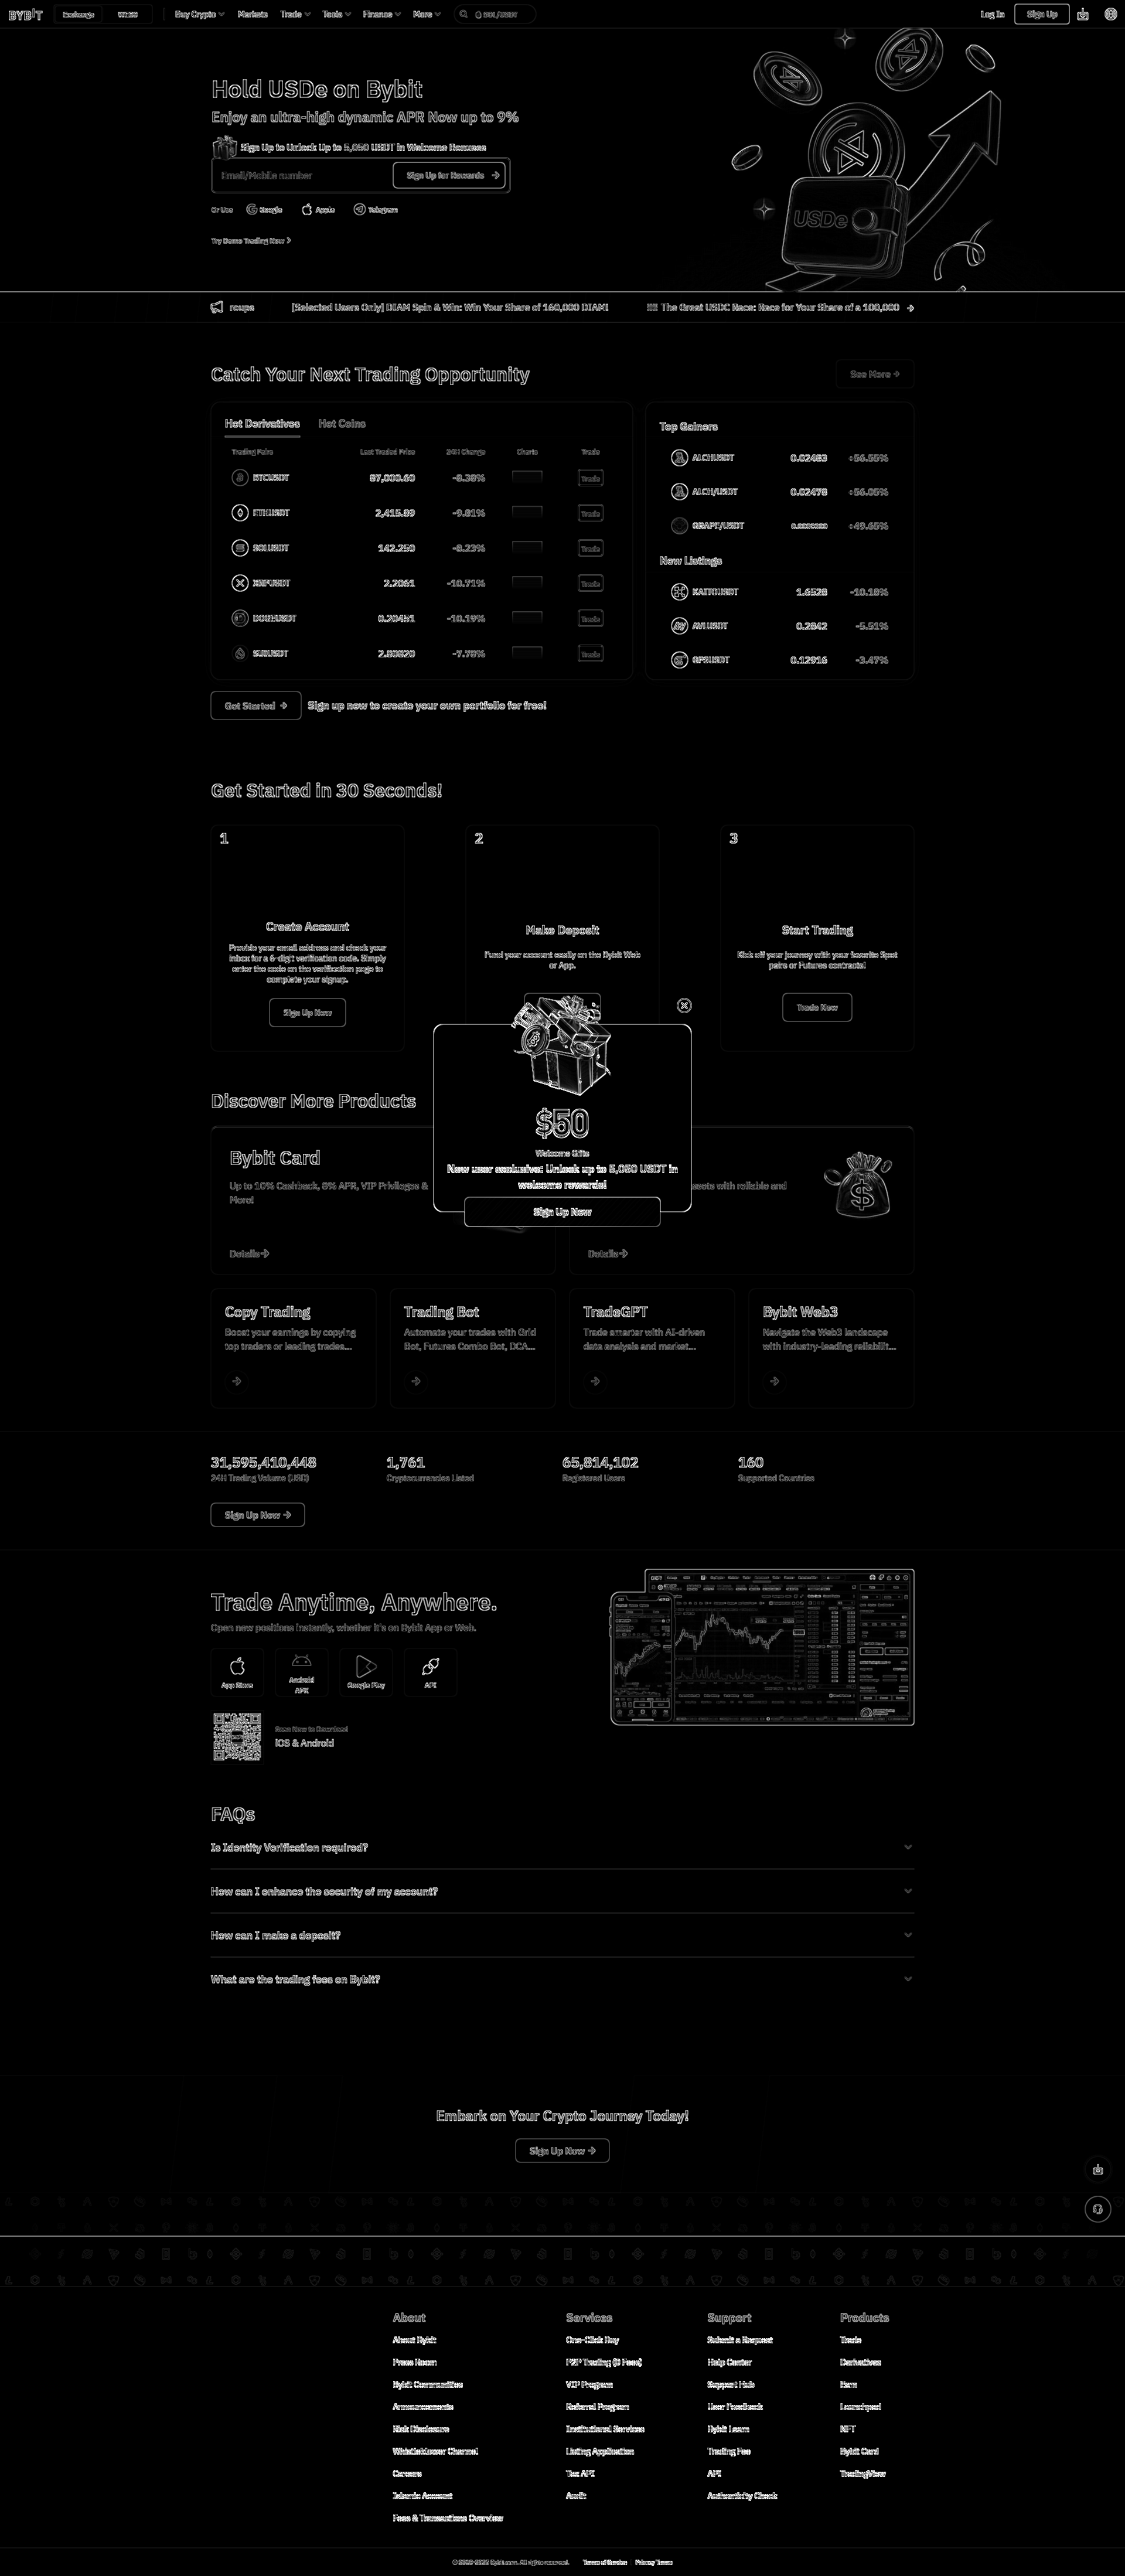 BYBIT
Exchange Web3 Buy Crypto Markets Trade Tools Finance More SOL/USDT Log In Sign Up
Hold USDe on Bybit
Enjoy an ultra-high dynamic APR Now up to 9%
Sign Up to Unlock Up to 5,050 USDT in Welcome Bonuses
Email/Mobile number
Sign Up for Rewards
Or Use Google Apple Telegram
Try Demo Trading Now
roups [Selected Users Only] DIAM Spin & Win: Win Your Share of 160,000 DIAM! The Great USDC Race: Race for Your Share of a 100,000
Catch Your Next Trading Opportunity
See More
Hot Derivatives Hot Coins
Trading Pairs Last Traded Price 24H Change Charts Trade
BTCUSDT 87,000.60 -8.38% Trade
ETHUSDT 2,415.89 -9.81% Trade
SOLUSDT 142.250 -8.23% Trade
XRPUSDT 2.2061 -10.71% Trade
DOGEUSDT 0.20451 -10.19% Trade
SUIUSDT 2.80820 -7.78% Trade
Top Gainers
ALCHUSDT 0.02483 +56.55%
ALCH/USDT 0.02478 +56.05%
GRAPE/USDT +49.65%
New Listings
KAITOUSDT 1.6528 -10.18%
AVLUSDT 0.2842 -5.51%
GPSUSDT 0.12916 -3.47%
Get Started
Sign up now to create your own portfolio for free!
Get Started in 30 Seconds!
1
Create Account
Provide your email address and check your
inbox for a 6-digit verification code. Simply
enter the code on the verification page to
complete your signup.
Sign Up Now
2
Make Deposit
Fund your account easily on the Bybit Web
or App.
3
Start Trading
Kick off your journey with your favorite Spot
pairs or Futures contracts!
Trade Now
$50
Welcome Gifts
New user exclusive: Unlock up to 5,050 USDT in
welcome rewards!
Sign Up Now
Discover More Products
Bybit Card
Up to 10% Cashback, 8% APR, VIP Privileges &
More!
Details
ssets with reliable and
Details
Copy Trading
Boost your earnings by copying
top traders or leading trades...
Trading Bot
Automate your trades with Grid
Bot, Futures Combo Bot, DCA...
TradeGPT
Trade smarter with AI-driven
data analysis and market...
Bybit Web3
Navigate the Web3 landscape
with industry-leading reliabilit...
31,595,410,448
24H Trading Volume (USD)
1,761
Cryptocurrencies Listed
65,814,102
Registered Users
160
Supported Countries
Sign Up Now
Trade Anytime, Anywhere.
Open new positions instantly, whether it's on Bybit App or Web.
App Store
Android
APK
Google Play
API
Scan Now to Download
iOS & Android
FAQs
Is Identity Verification required?
How can I enhance the security of my account?
How can I make a deposit?
What are the trading fees on Bybit?
Embark on Your Crypto Journey Today!
Sign Up Now
About
About Bybit
Press Room
Bybit Communities
Announcements
Risk Disclosure
Whistleblower Channel
Careers
Islamic Account
Fees & Transactions Overview
Services
One-Click Buy
P2P Trading (0 Fees)
VIP Program
Referral Program
Institutional Services
Listing Application
Tax API
Audit
Support
Submit a Request
Help Center
Support Hub
User Feedback
Bybit Learn
Trading Fee
API
Authenticity Check
Products
Trade
Derivatives
Earn
Launchpad
NFT
Bybit Card
TradingView
Bybit.com. All rights reserved. Terms of Service Privacy Terms